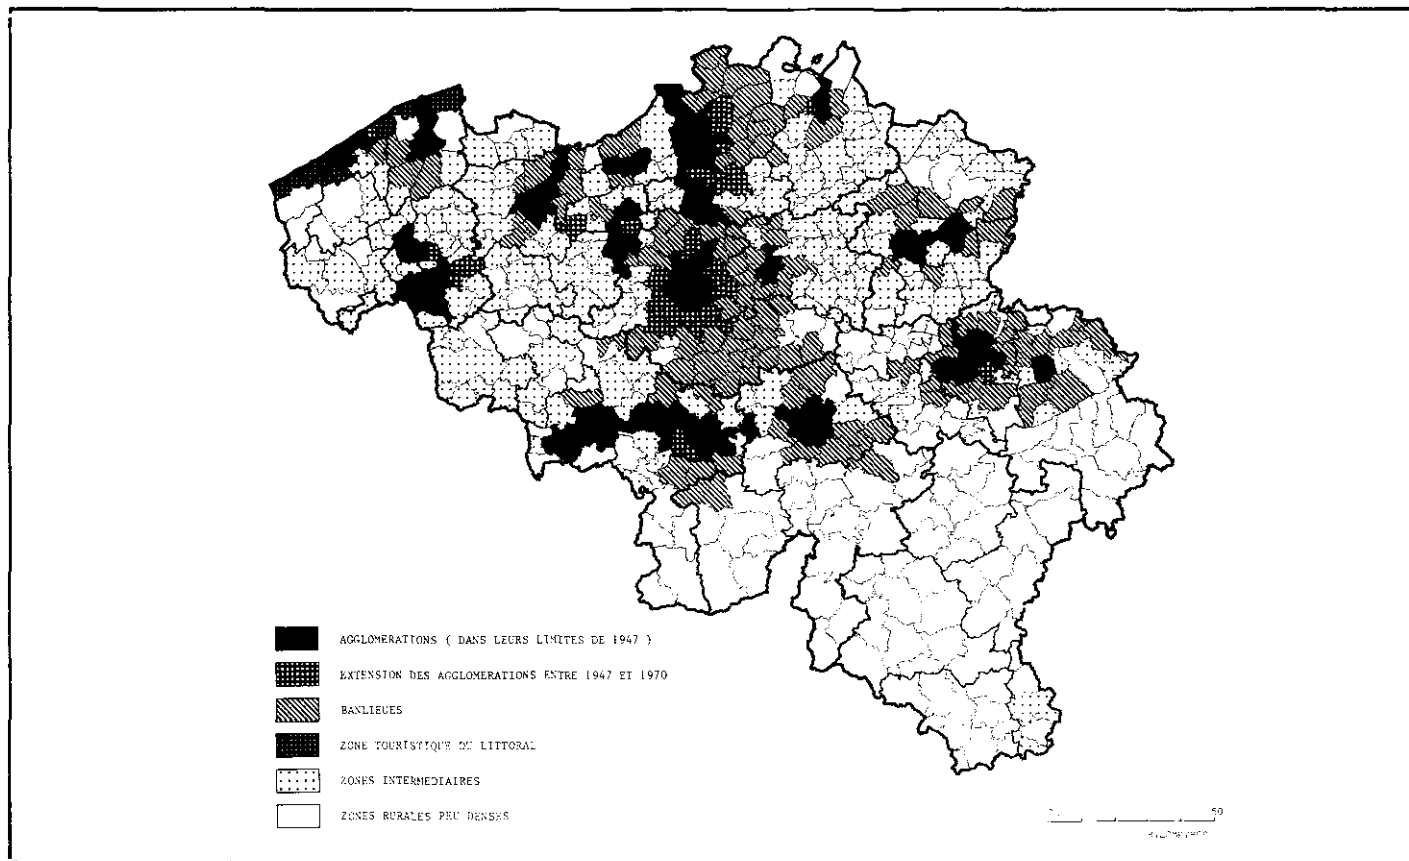 AGGLOMERATIONS ( DANS LEURS LIMITES DE 1947 )
EXTENSION DES AGGLOMERATIONS ENTRE 1947 ET 1970
BANLIEUES
ZONE TOURISTIQUE DU LITTORAL
ZONES INTERMEDIAIRES
ZONES RURALES PEU DENSES
50